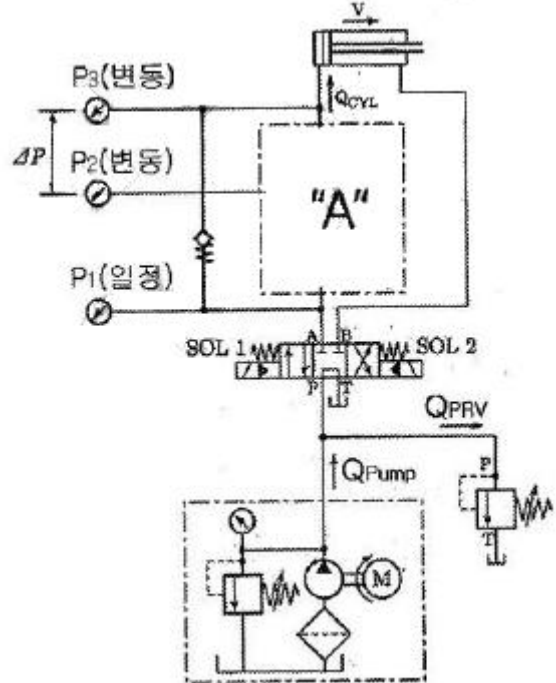 V
P3(변동)
QCYL
ΔP
P2(변동)
"A"
P1(일정)
A B
SOL 1
SOL 2
P T
QPRV
QPump
P
T
M